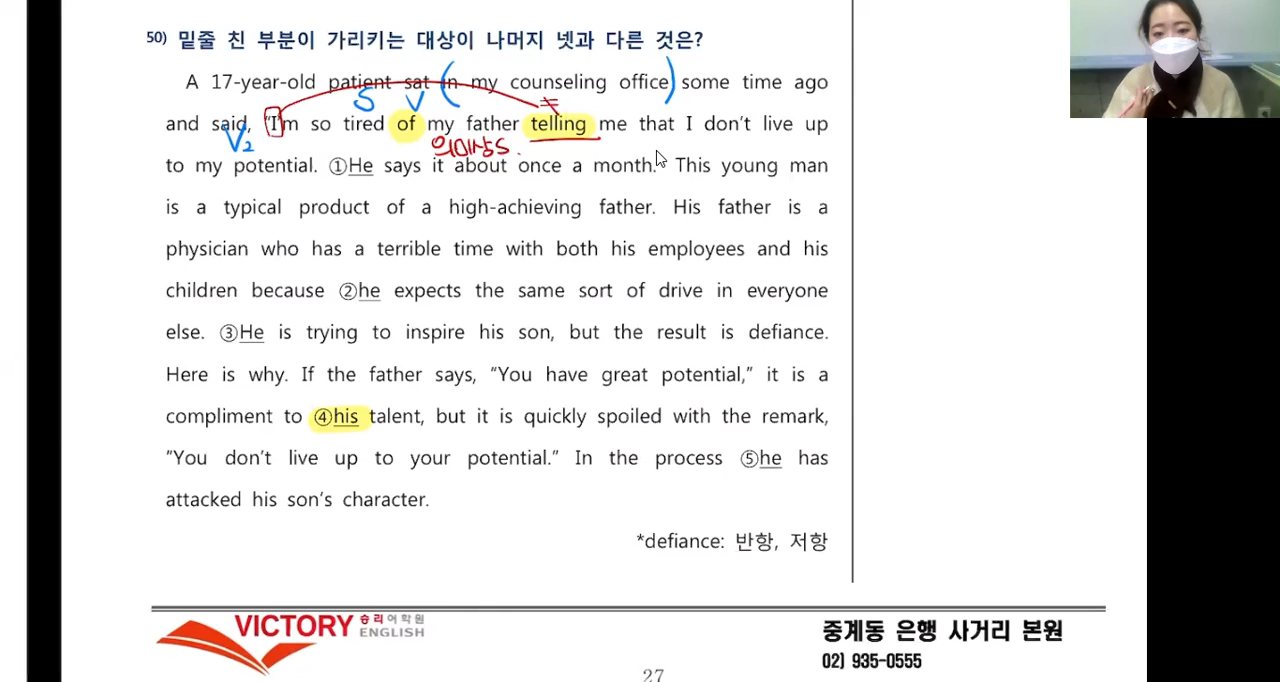 50) 밑줄 친 부분이 가리키는 대상이 나머지 넷과 다른 것은?
A 17-year-old patient sat in my counseling office some time ago
S V
and said, “I’m so tired of my father telling me that I don’t live up
V2 의미상S.
to my potential. ①He says it about once a month.” This young man
is a typical product of a high-achieving father. His father is a
physician who has a terrible time with both his employees and his
children because ②he expects the same sort of drive in everyone
else. ③He is trying to inspire his son, but the result is defiance.
Here is why. If the father says, “You have great potential,” it is a
compliment to ④his talent, but it is quickly spoiled with the remark,
“You don’t live up to your potential.” In the process ⑤he has
attacked his son’s character.
*defiance: 반항, 저항
VICTORY 승리어학원
ENGLISH
중계동 은행 사거리 본원
02) 935-0555
27